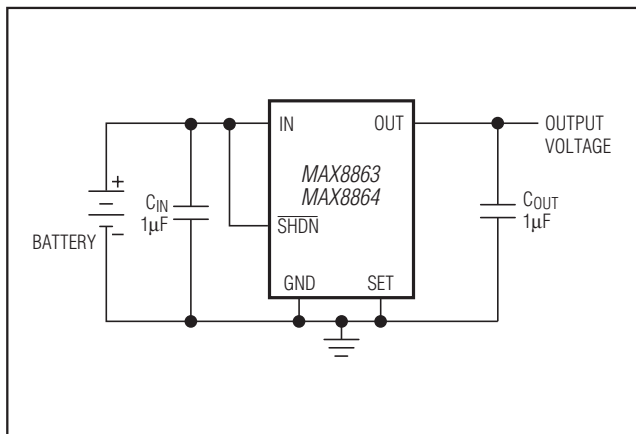 IN
OUT
OUTPUT
VOLTAGE
MAX8863
MAX8864
+
CIN
1µF
COUT
1µF
SHDN
BATTERY
−
GND
SET